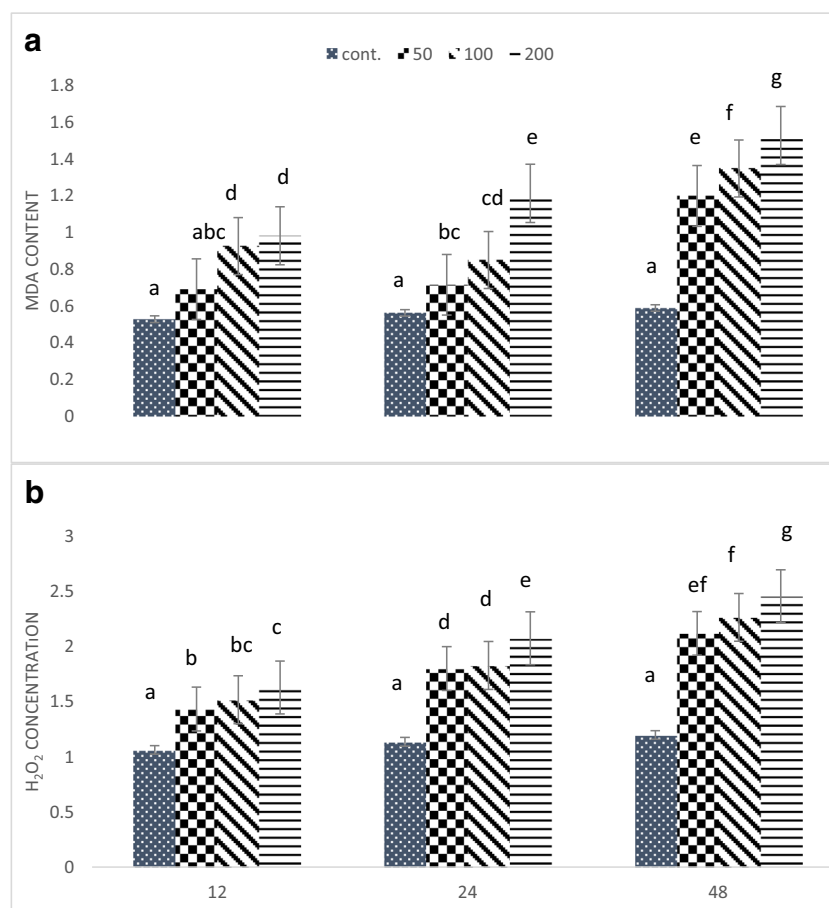 a
cont. 50 100 200
1.8
1.6
1.4
1.2
1
0.8
0.6
0.4
0.2
0
MDA CONTENT
a abc d d
a bc cd e
a e f g
b
3
2.5
2
1.5
1
0.5
0
H₂O₂ CONCENTRATiON
a b bc c
a d d e
a ef f g
12 24 48